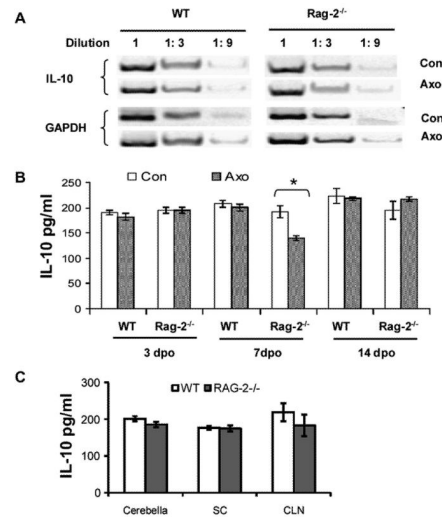 A
WT
Rag-2-/-
Dilution 1 1: 3 1: 9 1 1: 3 1: 9
IL-10
Con
Axo
GAPDH
Con
Axo
B
Con Axo
*
IL-10 pg/ml
250
200
150
100
50
0
WT Rag-2-/- WT Rag-2-/- WT Rag-2-/-
3 dpo 7dpo 14 dpo
C
WT RAG-2-/-
IL-10 pg/ml
300
200
100
0
Cerebella SC CLN